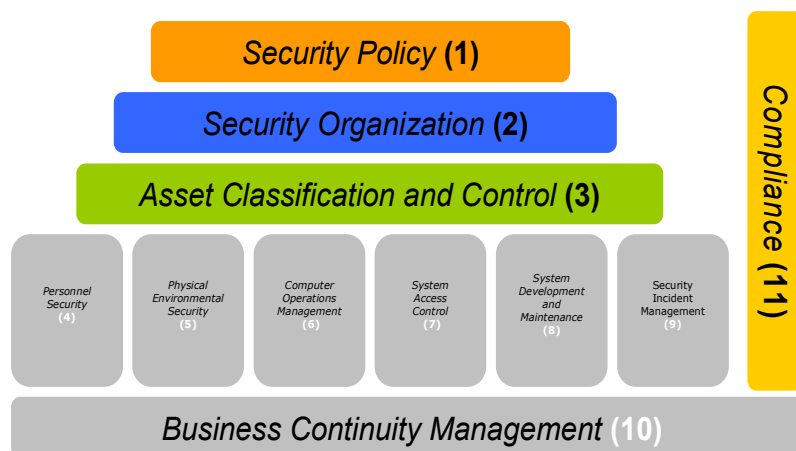 Security Policy (1)
Security Organization (2)
Asset Classification and Control (3)
Personnel
Security
(4)
Physical
Environmental
Security
(5)
Computer
Operations
Management
(6)
System
Access
Control
(7)
System
Development
and
Maintenance
(8)
Security
Incident
Management
(9)
Business Continuity Management (10)
Compliance (11)